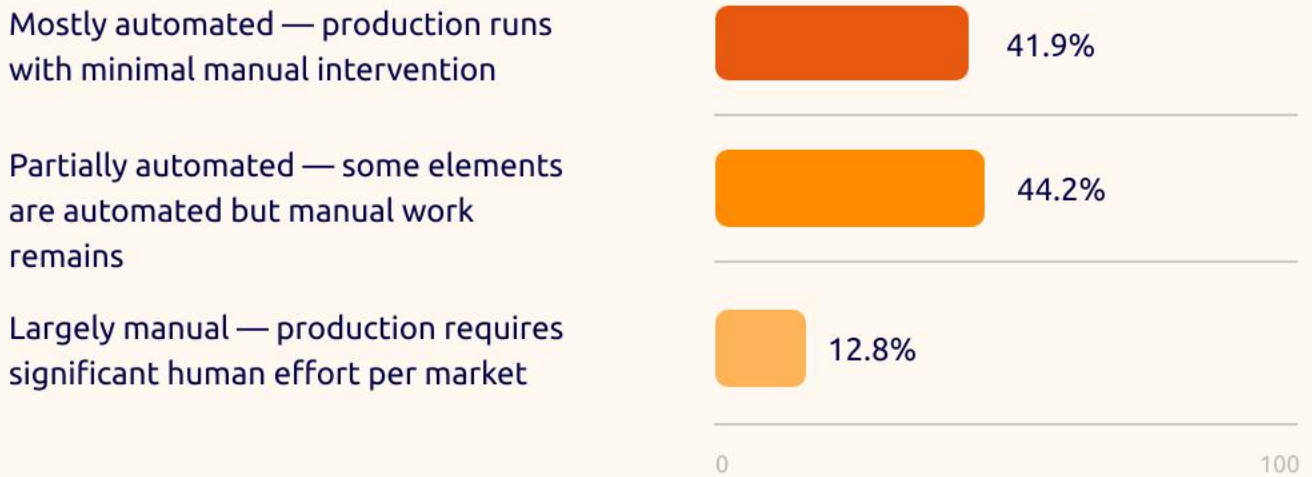 Mostly automated — production runs
with minimal manual intervention
41.9%
Partially automated — some elements
are automated but manual work
remains
44.2%
Largely manual — production requires
significant human effort per market
12.8%
0
100